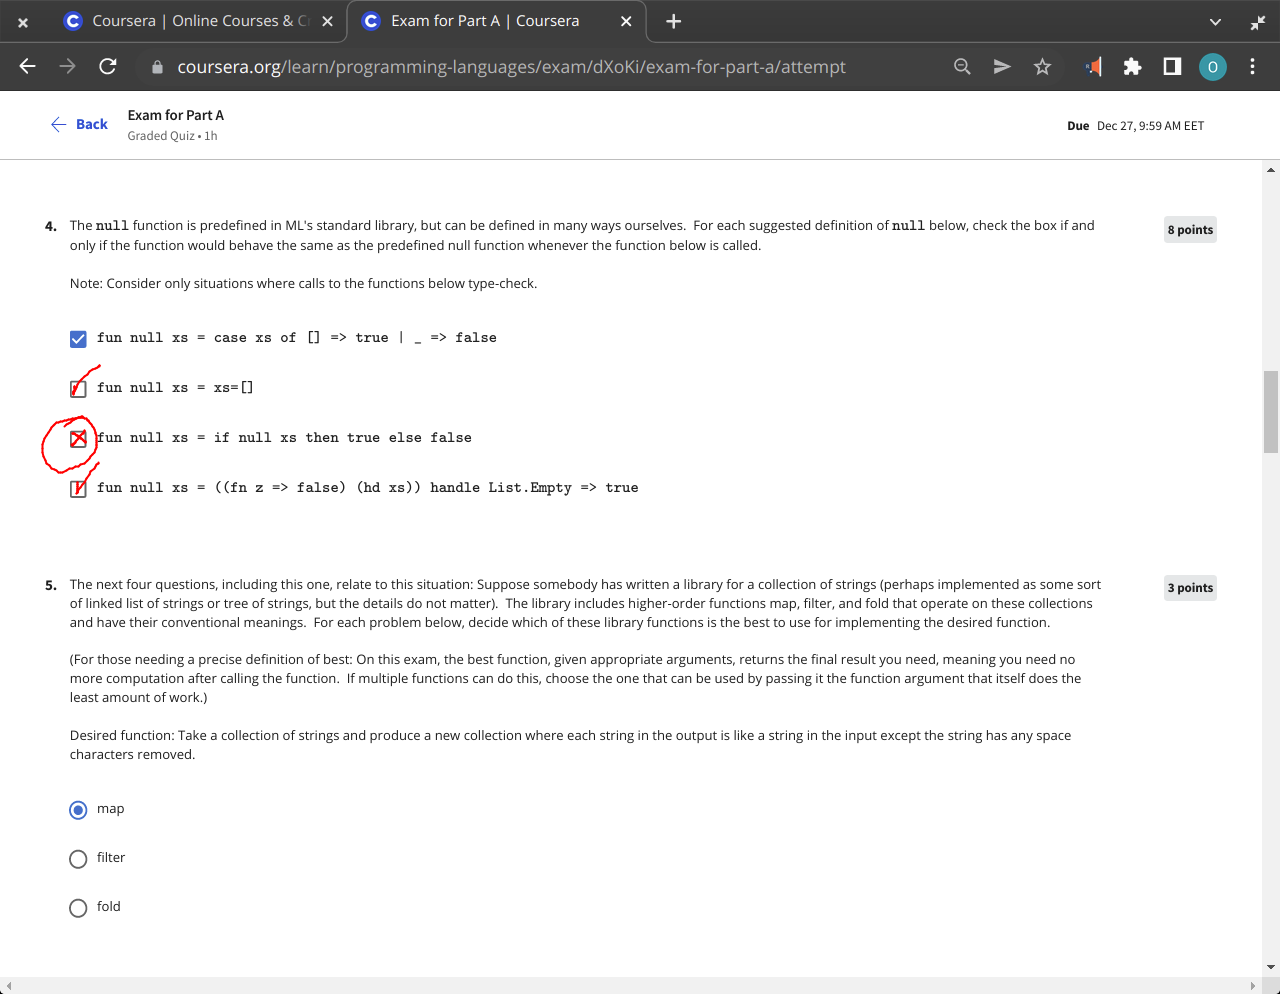 Coursera | Online Courses & C
Exam for Part A | Coursera
coursera.org/learn/programming-languages/exam/dXoKi/exam-for-part-a/attempt
O
Back
Exam for Part A
Graded Quiz • 1h
Due Dec 27, 9:59 AM EET
4. The null function is predefined in ML's standard library, but can be defined in many ways ourselves. For each suggested definition of null below, check the box if and
only if the function would behave the same as the predefined null function whenever the function below is called.
8 points
Note: Consider only situations where calls to the functions below type-check.
fun null xs = case xs of [] => true | _ => false
fun null xs = xs=[]
fun null xs = if null xs then true else false
fun null xs = ((fn z => false) (hd xs)) handle List.Empty => true
5. The next four questions, including this one, relate to this situation: Suppose somebody has written a library for a collection of strings (perhaps implemented as some sort
of linked list of strings or tree of strings, but the details do not matter). The library includes higher-order functions map, filter, and fold that operate on these collections
and have their conventional meanings. For each problem below, decide which of these library functions is the best to use for implementing the desired function.
3 points
(For those needing a precise definition of best: On this exam, the best function, given appropriate arguments, returns the final result you need, meaning you need no
more computation after calling the function. If multiple functions can do this, choose the one that can be used by passing it the function argument that itself does the
least amount of work.)
Desired function: Take a collection of strings and produce a new collection where each string in the output is like a string in the input except the string has any space
characters removed.
map
filter
fold